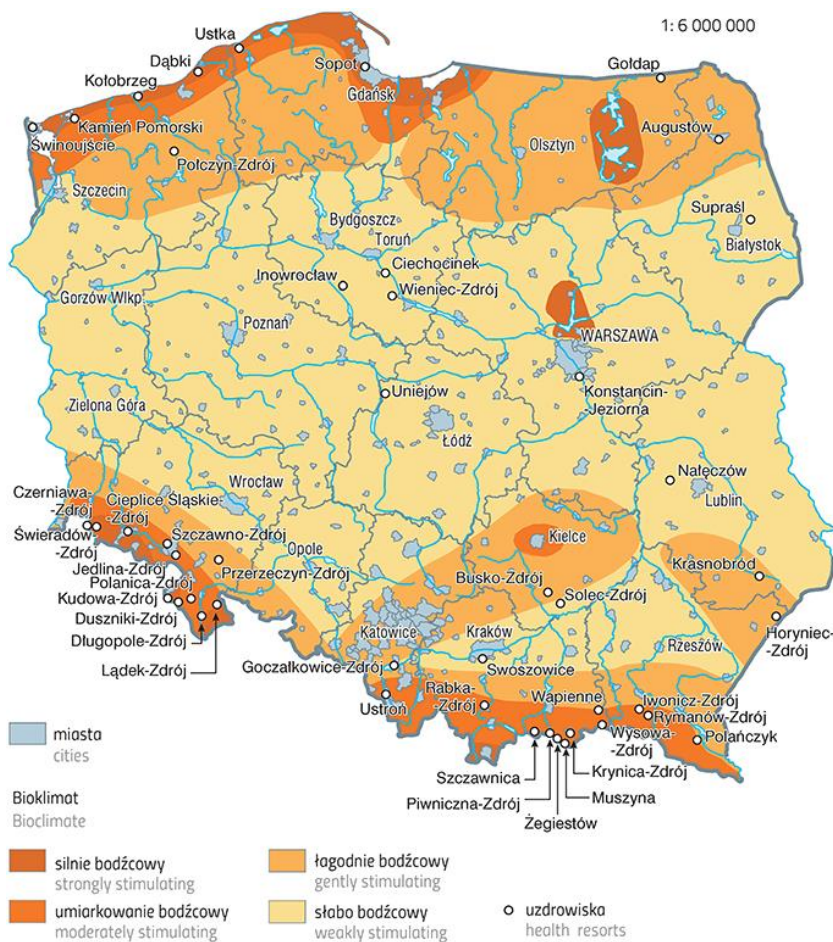 1: 6 000 000
Ustka
Dąbki
Sopot
Gołdap
Kołobrzeg
Gdańsk
Kamień Pomorski
Augustów
Świnoujście
Olsztyn
Połczyn-Zdrój
Szczecin
Supraśl
Bydgoszcz
Białystok
Toruń
Ciechocinek
Inowrocław
Wieniec-Zdrój
Gorzów Wlkp.
Poznań
WARSZAWA
Uniejów
Konstancin-
Jeziorna
Zielona Góra
Łódź
Nałęczów
Lublin
Wrocław
Czerniawa-
-Zdrój
Cieplice Śląskie-
-Zdrój
Świeradów-
-Zdrój
Szczawno-Zdrój
Kielce
Opole
Jedlina-Zdrój
Polanica-Zdrój
Przerzeczyn-Zdrój
Krasnobród
Busko-Zdrój
Kudowa-Zdrój
Solec-Zdrój
Duszniki-Zdrój
Horyniec-
-Zdrój
Długopole-Zdrój
Katowice
Kraków
Rzeszów
Lądek-Zdrój
Goczałkowice-Zdrój
Swoszowice
Rabka-
-Zdrój
Wapienne
Iwonicz-Zdrój
Ustroń
Rymanów-Zdrój
Wysowa-
-Zdrój
Polańczyk
Szczawnica
Krynica-Zdrój
Piwniczna-Zdrój
Muszyna
Żegiestów
miasta
cities
Bioklimat
Bioclimate
silnie bodźcowy
strongly stimulating
łagodnie bodźcowy
gently stimulating
umiarkowanie bodźcowy
moderately stimulating
słabo bodźcowy
weakly stimulating
uzdrowiska
health resorts